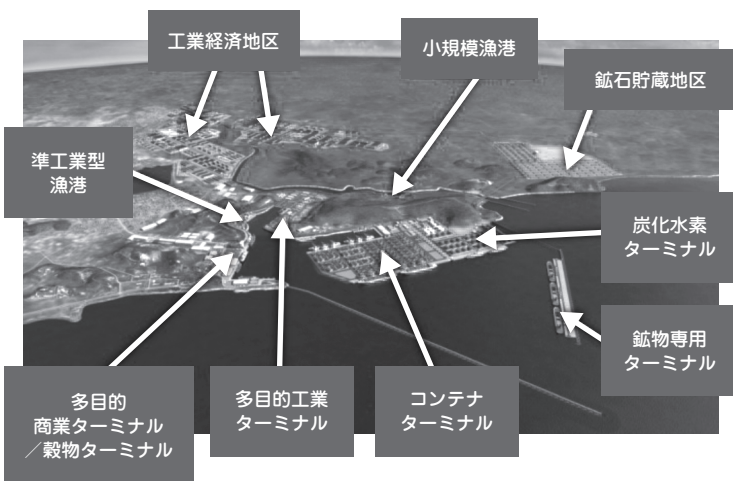 工業経済地区
小規模漁港
鉱石貯蔵地区
準工業型
漁港
炭化水素
ターミナル
鉱物専用
ターミナル
多目的
商業ターミナル
／穀物ターミナル
多目的工業
ターミナル
コンテナ
ターミナル